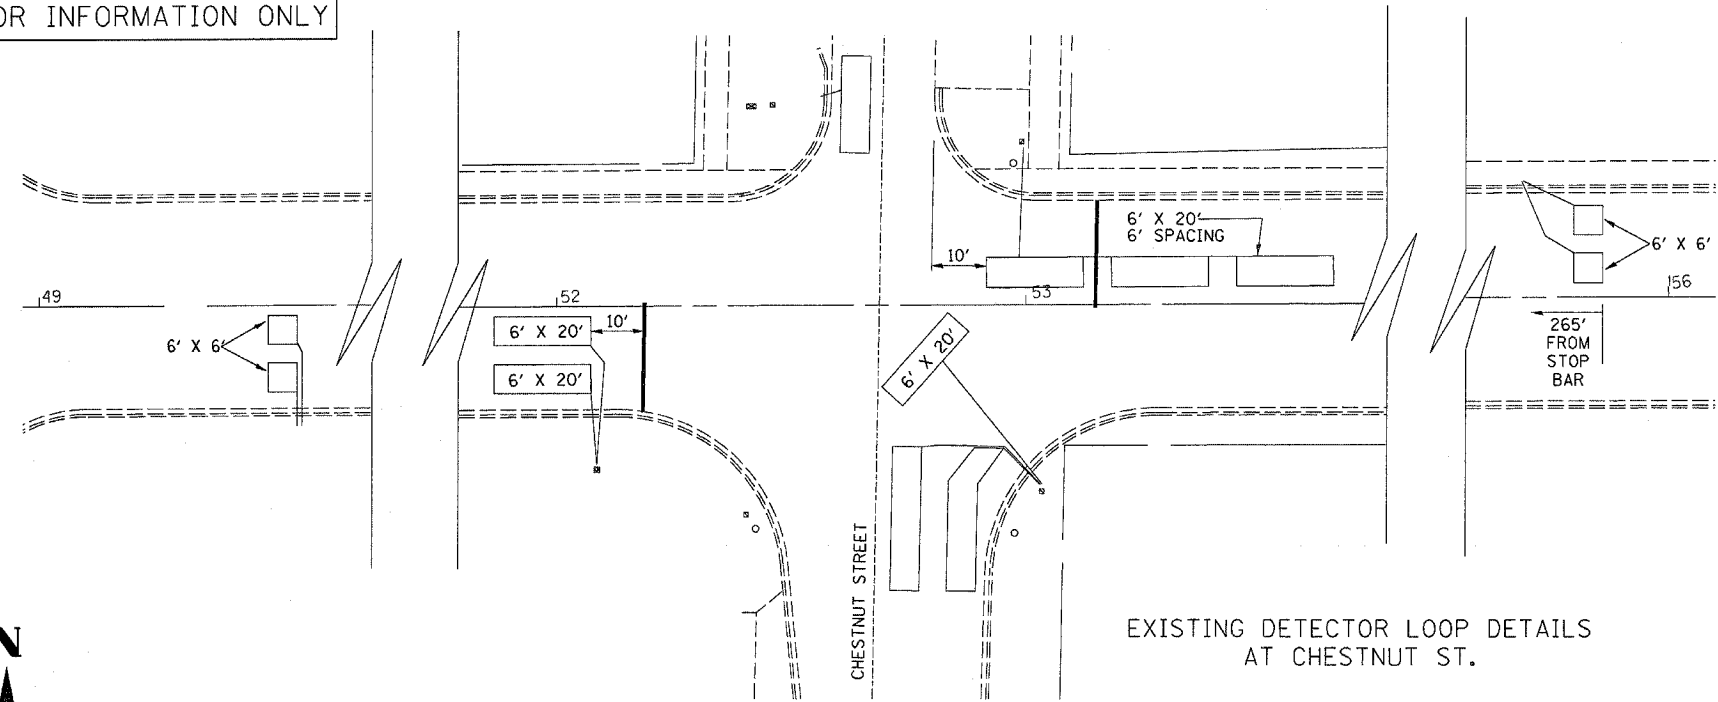 OR INFORMATION ONLY
6' X 20'
6' SPACING
10'
6' X 6'
49
52
53
56
6' X 6'
6' X 20'
10'
6' X 20'
6' X 20'
265'
FROM
STOP
BAR
CHESTNUT STREET
EXISTING DETECTOR LOOP DETAILS
AT CHESTNUT ST.
N